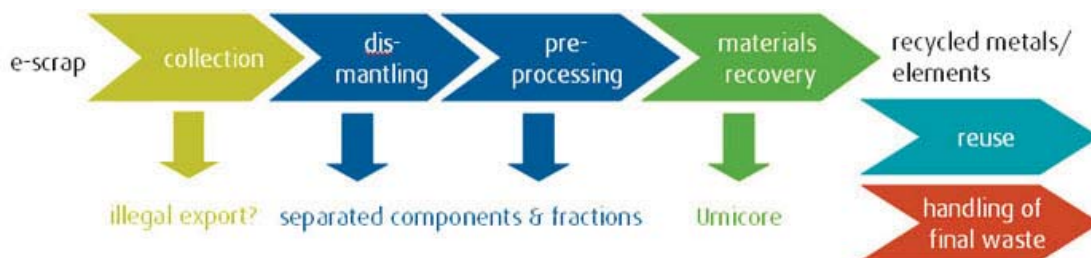 e-scrap
collection
dis-
mantling
pre-
processing
materials
recovery
recycled metals/
elements
reuse
handling of
final waste
illegal export?
separated components & fractions
Umicore